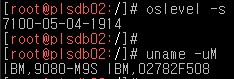 [root@plsdb02:/]# oslevel -s
7100-05-04-1914
[root@plsdb02:/]#
[root@plsdb02:/]# uname -uM
IBM,9080-M9S IBM,02782F508